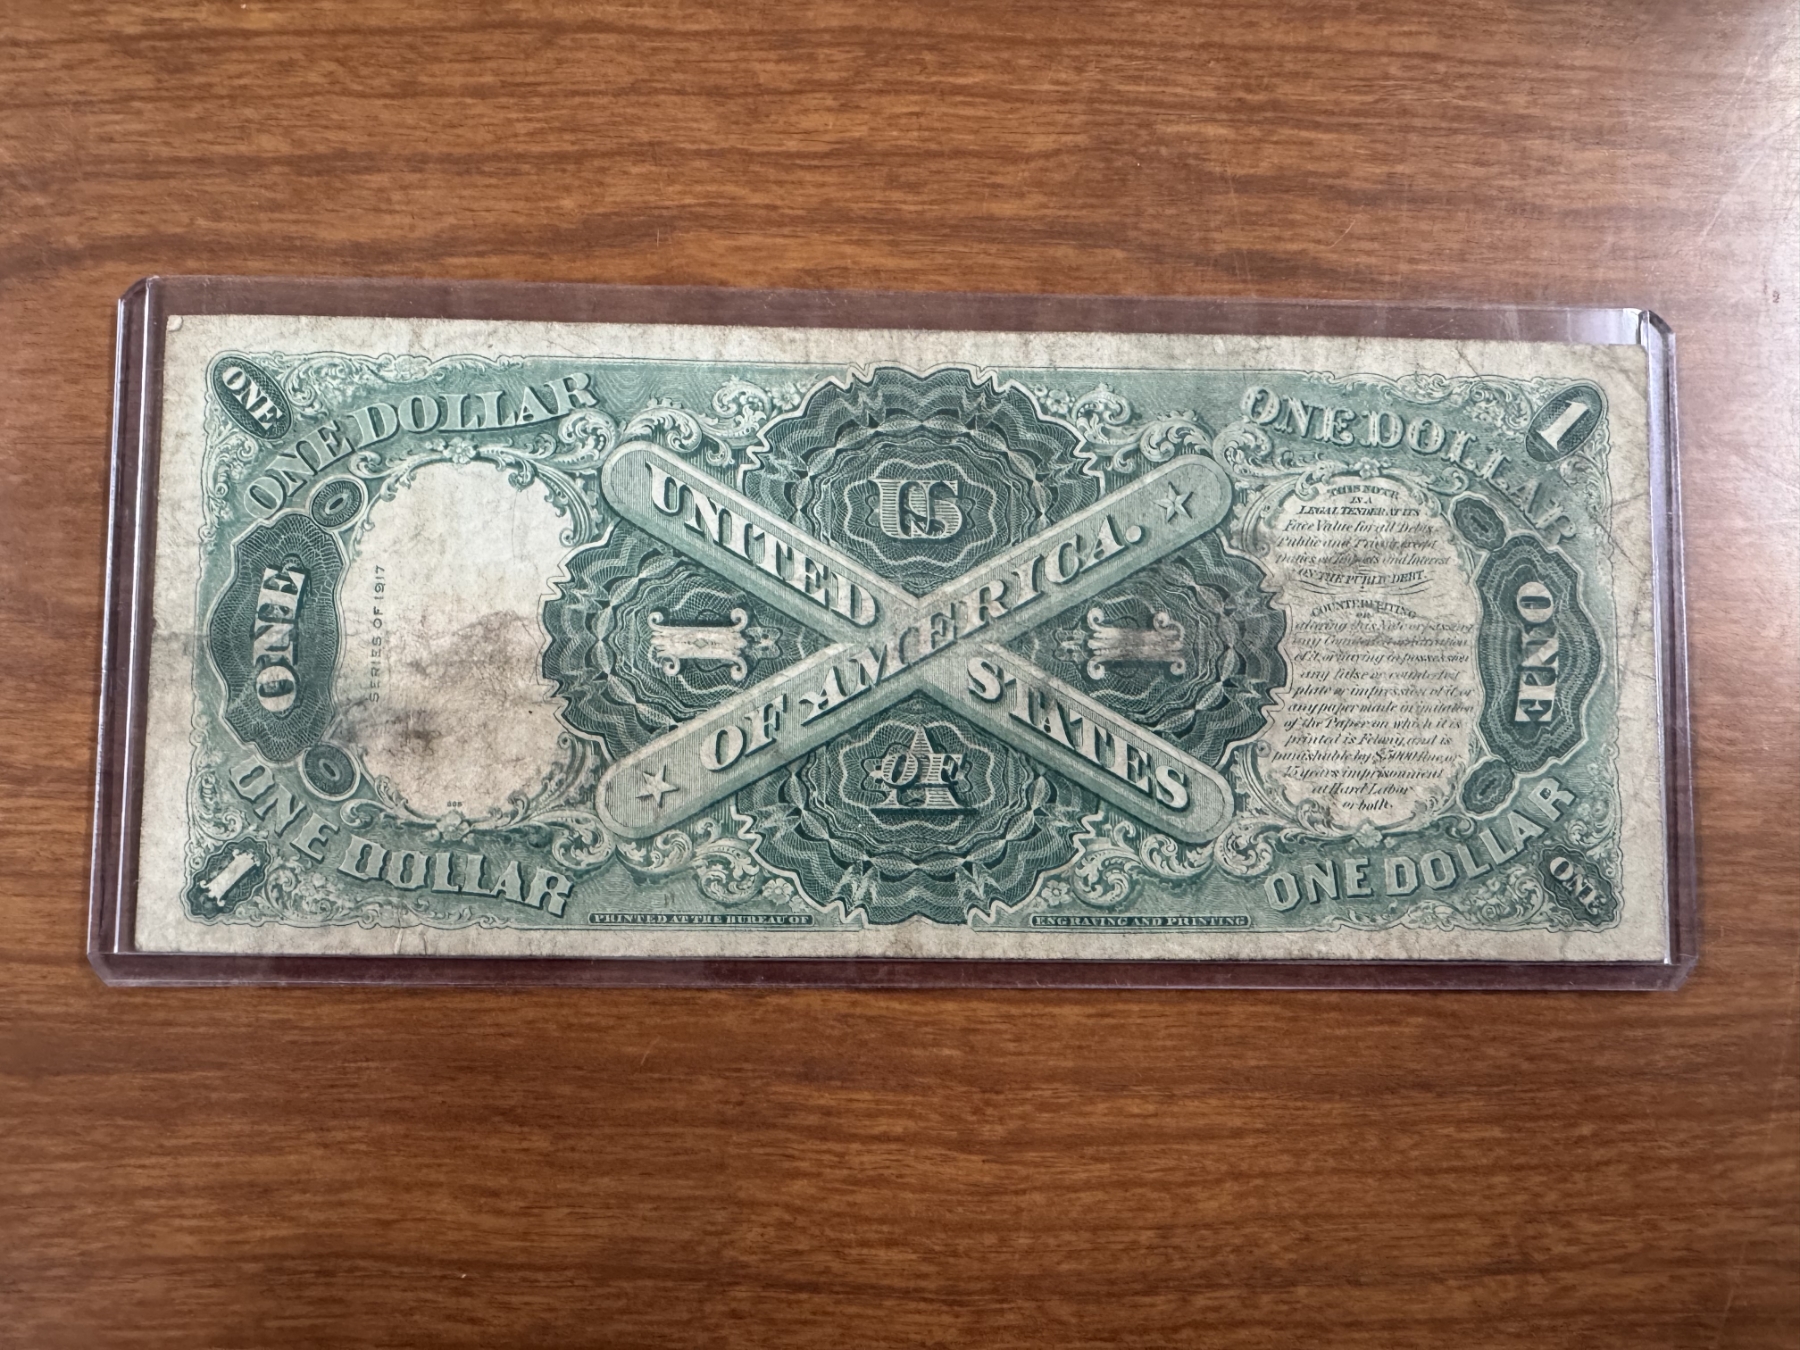 ONE
ONE DOLLAR
US
ONE DOLLAR
1
UNITED STATES
OF AMERICA.
1
1
OF A
ONE
SERIES OF 1917
THIS NOTE
IS A
LEGAL TENDER AT ITS
Face Value for all Debts
Public and Private except
Duties on Imports and Interest
ON THE PUBLIC DEBT.
COUNTERFEITING
or
altering this Note or passing
any Counterfeit alteration
of it, or having in possession
any false or counterfeit
plate or impression of it or
any paper made in imitation
of the Paper on which it is
printed is Felony, and is
punishable by $5000 fine, or
15 years imprisonment
at Hard Labor
or both.
ONE
1
ONE DOLLAR
PRINTED AT THE BUREAU OF
ENGRAVING AND PRINTING
ONE DOLLAR
ONE